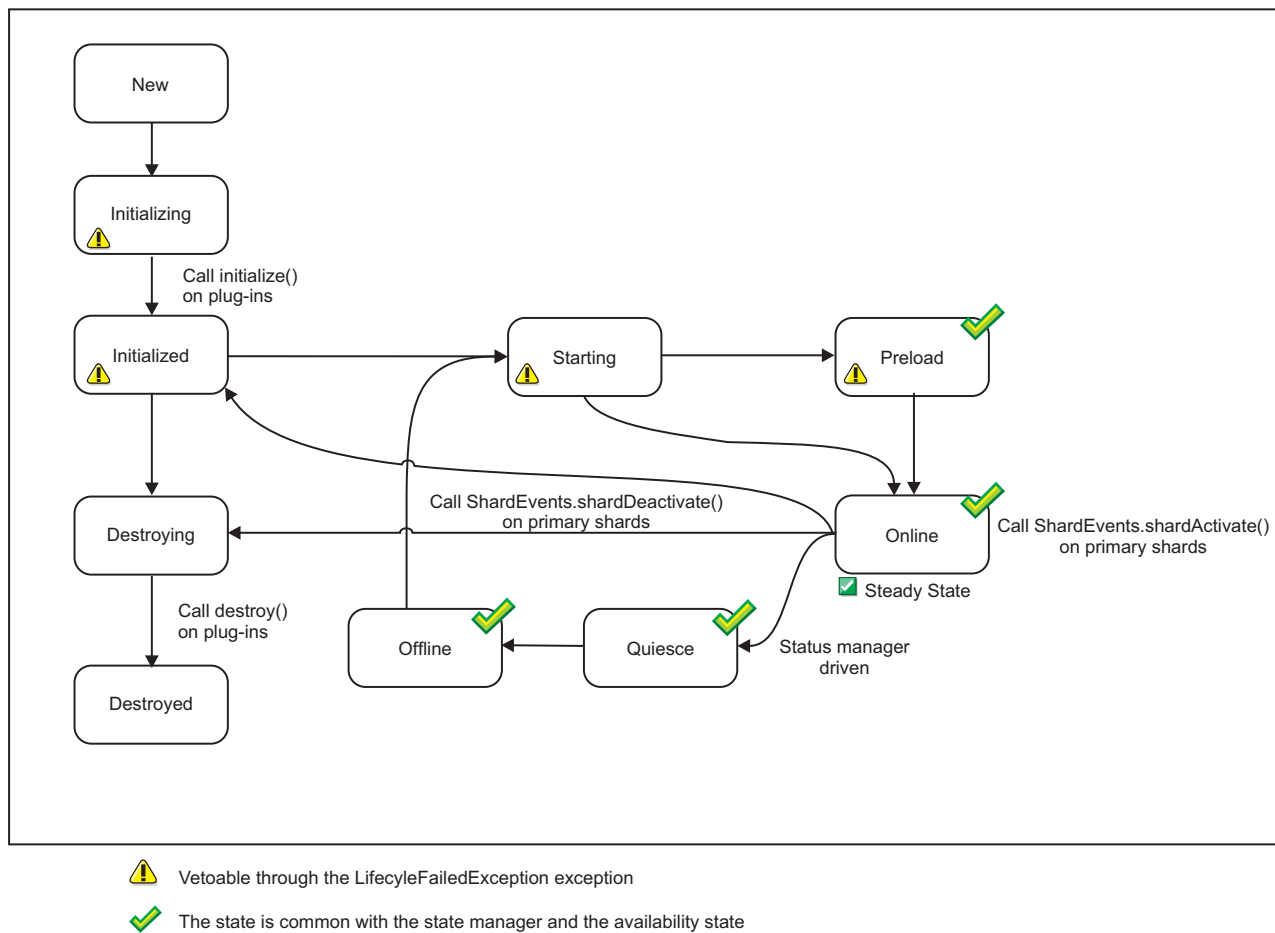 New
Initializing
Call initialize()
on plug-ins
Initialized
Starting
Preload
Call ShardEvents.shardDeactivate()
on primary shards
Destroying
Online
Call ShardEvents.shardActivate()
on primary shards
Steady State
Call destroy()
on plug-ins
Offline
Quiesce
Status manager
driven
Destroyed
Vetoable through the LifecyleFailedException exception
The state is common with the state manager and the availability state